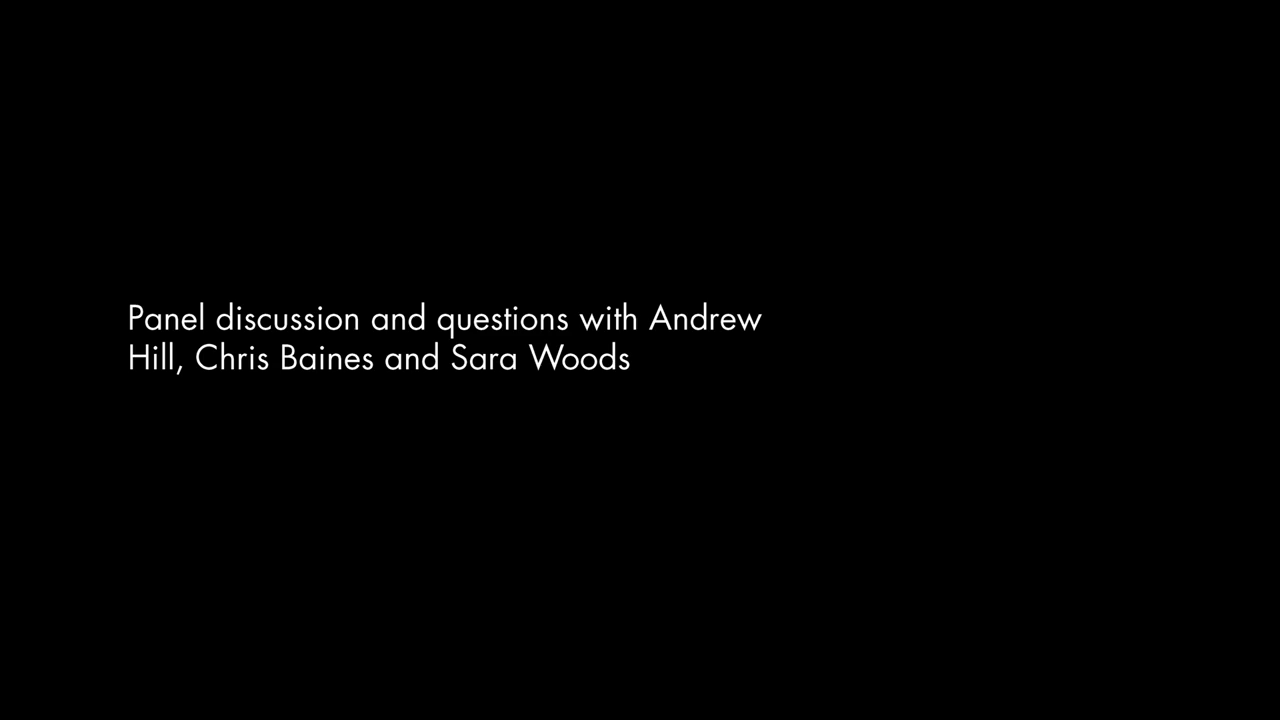 Panel discussion and questions with Andrew
Hill, Chris Baines and Sara Woods